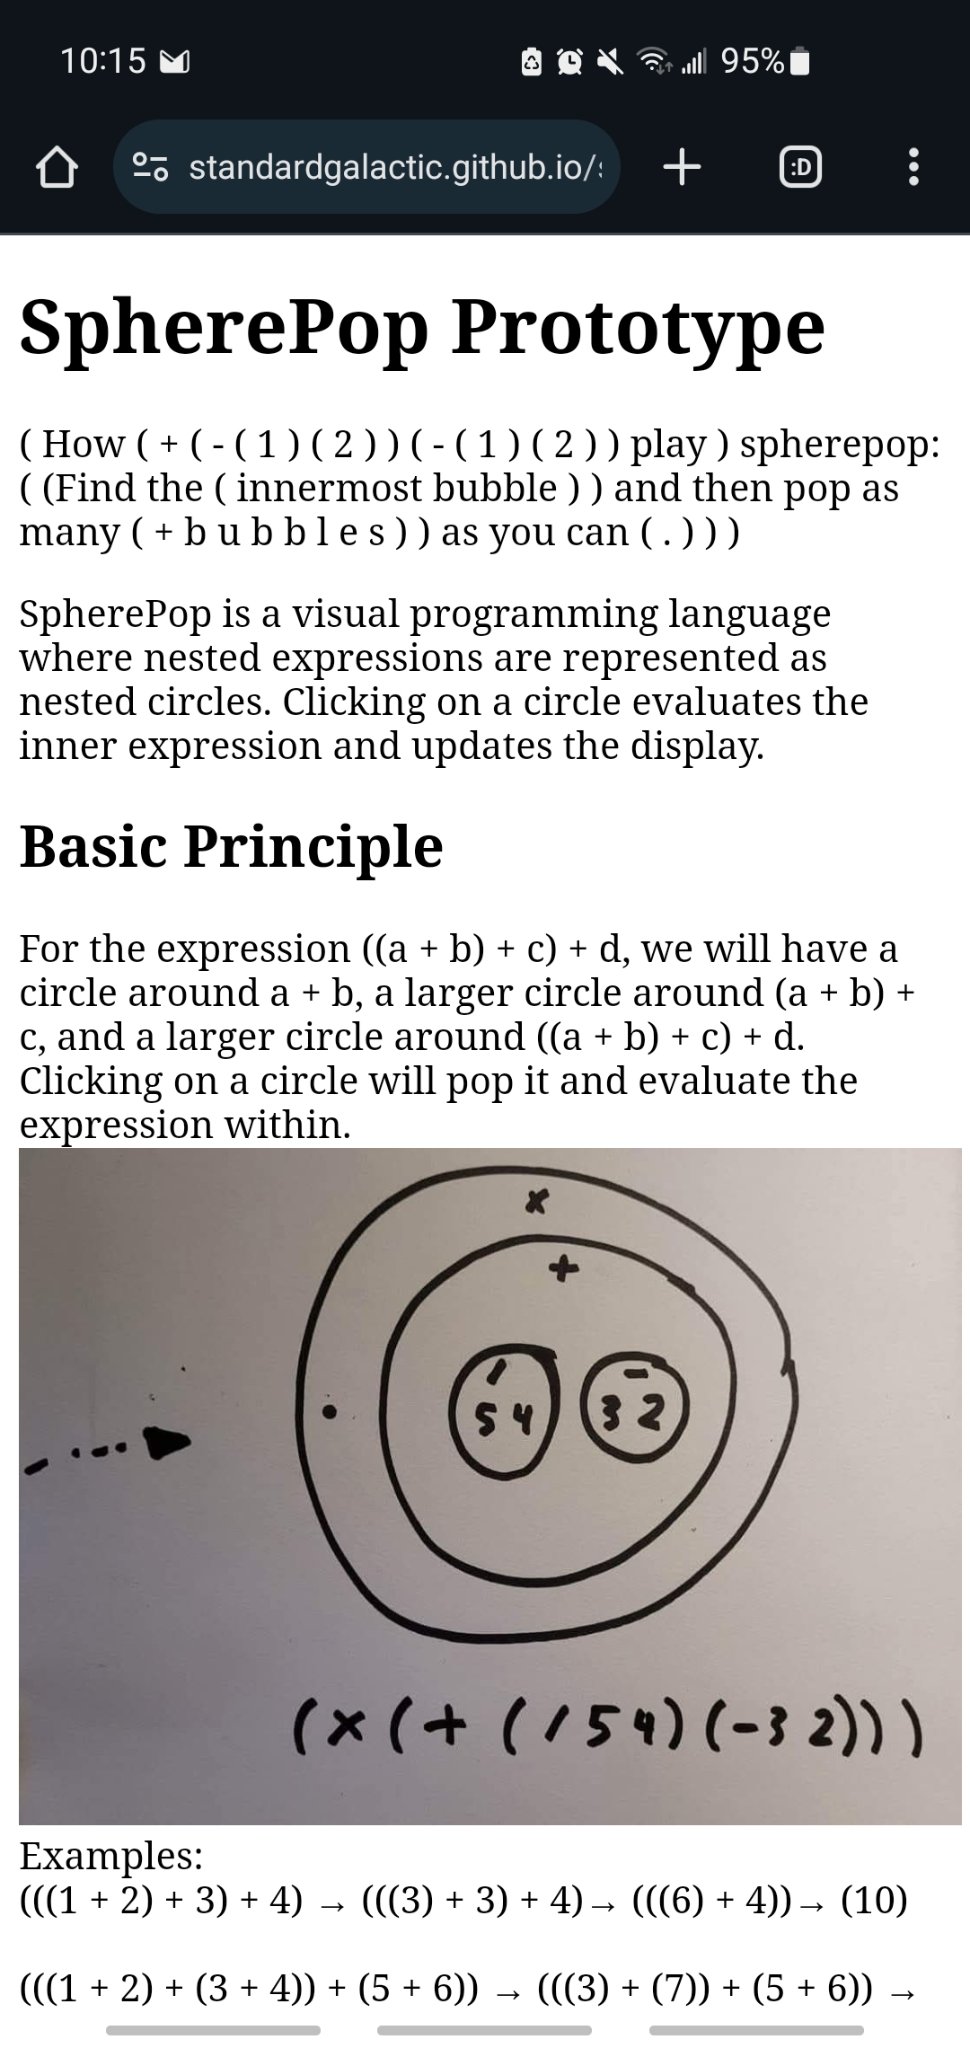 10:15
95%
standardgalactic.github.io/
:D
SpherePop Prototype
( How ( + ( - ( 1 ) ( 2 ) ) ( - ( 1 ) ( 2 ) ) play ) spherepop:
( (Find the ( innermost bubble ) ) and then pop as
many ( + b u b b l e s ) ) as you can ( . ) ) )
SpherePop is a visual programming language
where nested expressions are represented as
nested circles. Clicking on a circle evaluates the
inner expression and updates the display.
Basic Principle
For the expression ((a + b) + c) + d, we will have a
circle around a + b, a larger circle around (a + b) +
c, and a larger circle around ((a + b) + c) + d.
Clicking on a circle will pop it and evaluate the
expression within.
x
+
/ -
5 4 3 2
(x (+ (/ 5 4) (- 3 2)))
Examples:
(((1 + 2) + 3) + 4) → (((3) + 3) + 4) → (((6) + 4)) → (10)
(((1 + 2) + (3 + 4)) + (5 + 6)) → (((3) + (7)) + (5 + 6)) →